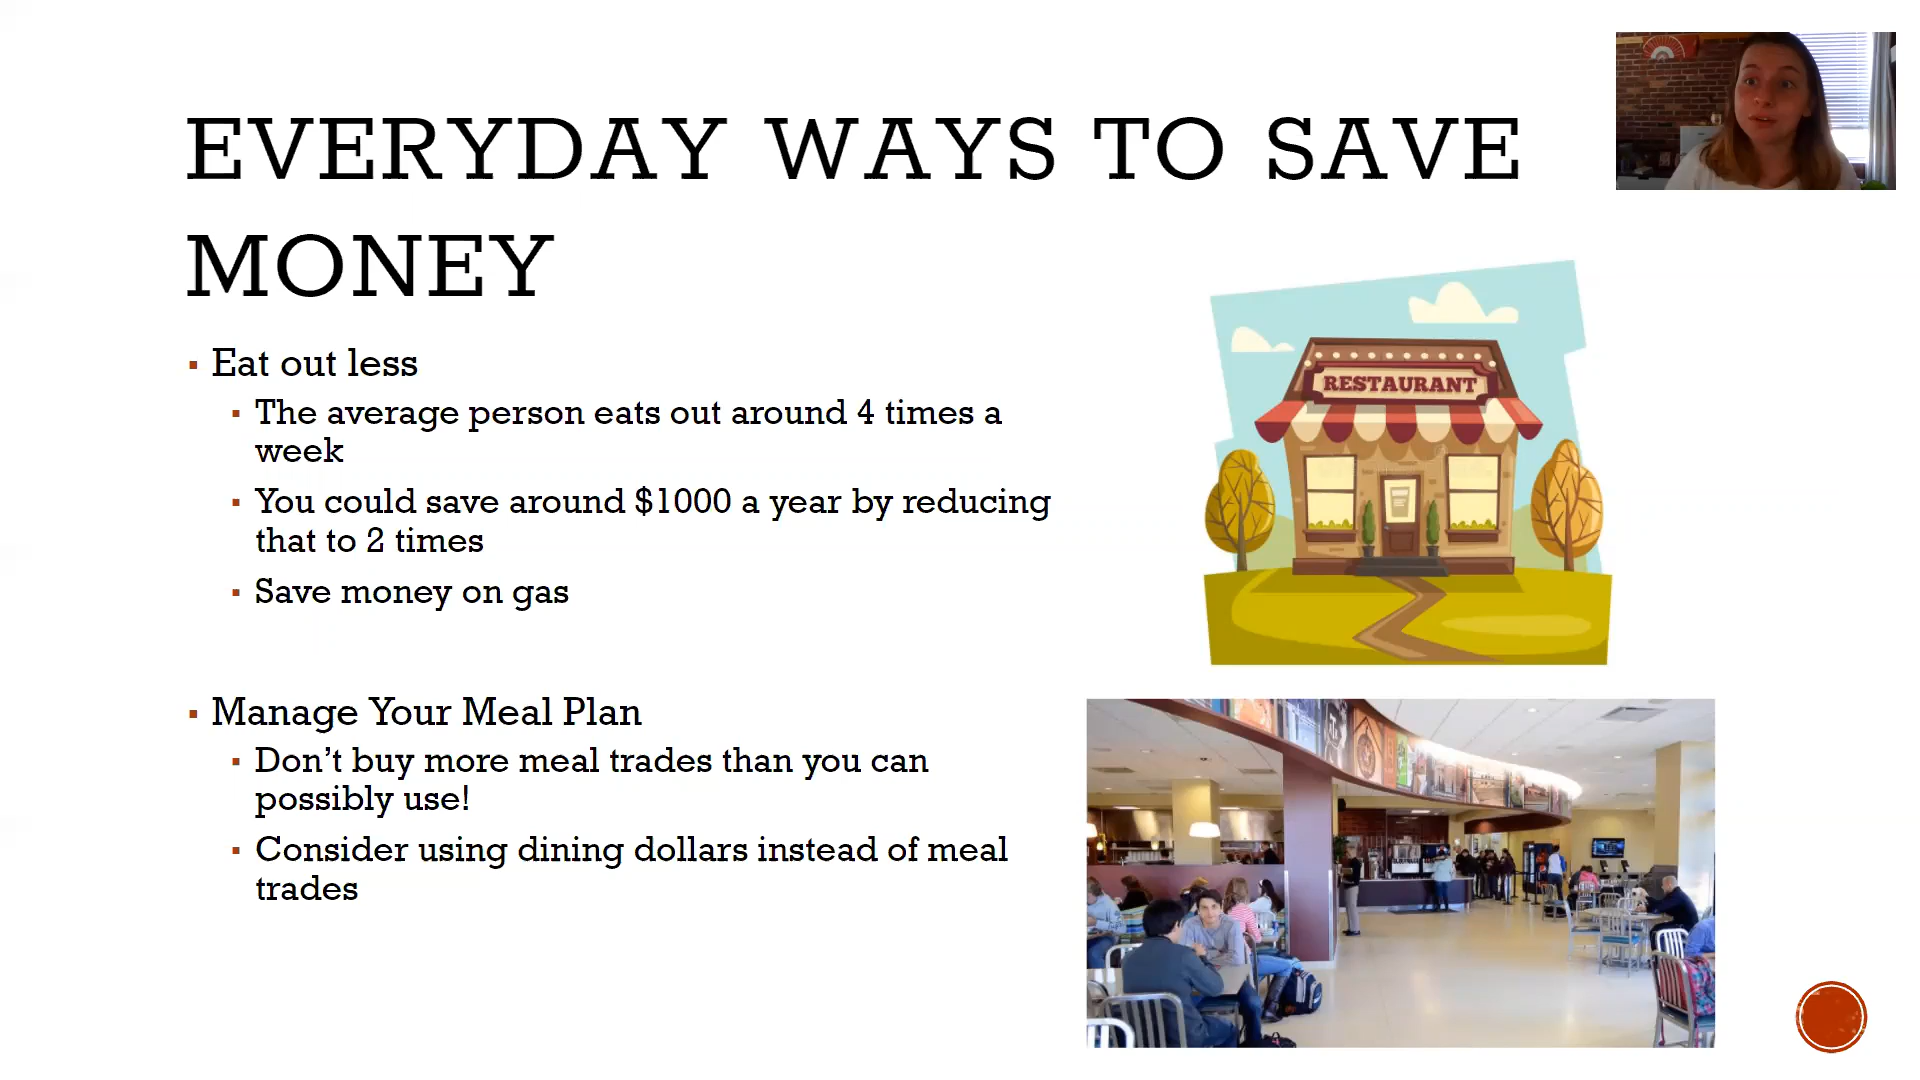 EVERYDAY WAYS TO SAVE
MONEY
▪ Eat out less
▪ The average person eats out around 4 times a
week
▪ You could save around $1000 a year by reducing
that to 2 times
▪ Save money on gas
RESTAURANT
▪ Manage Your Meal Plan
▪ Don’t buy more meal trades than you can
possibly use!
▪ Consider using dining dollars instead of meal
trades